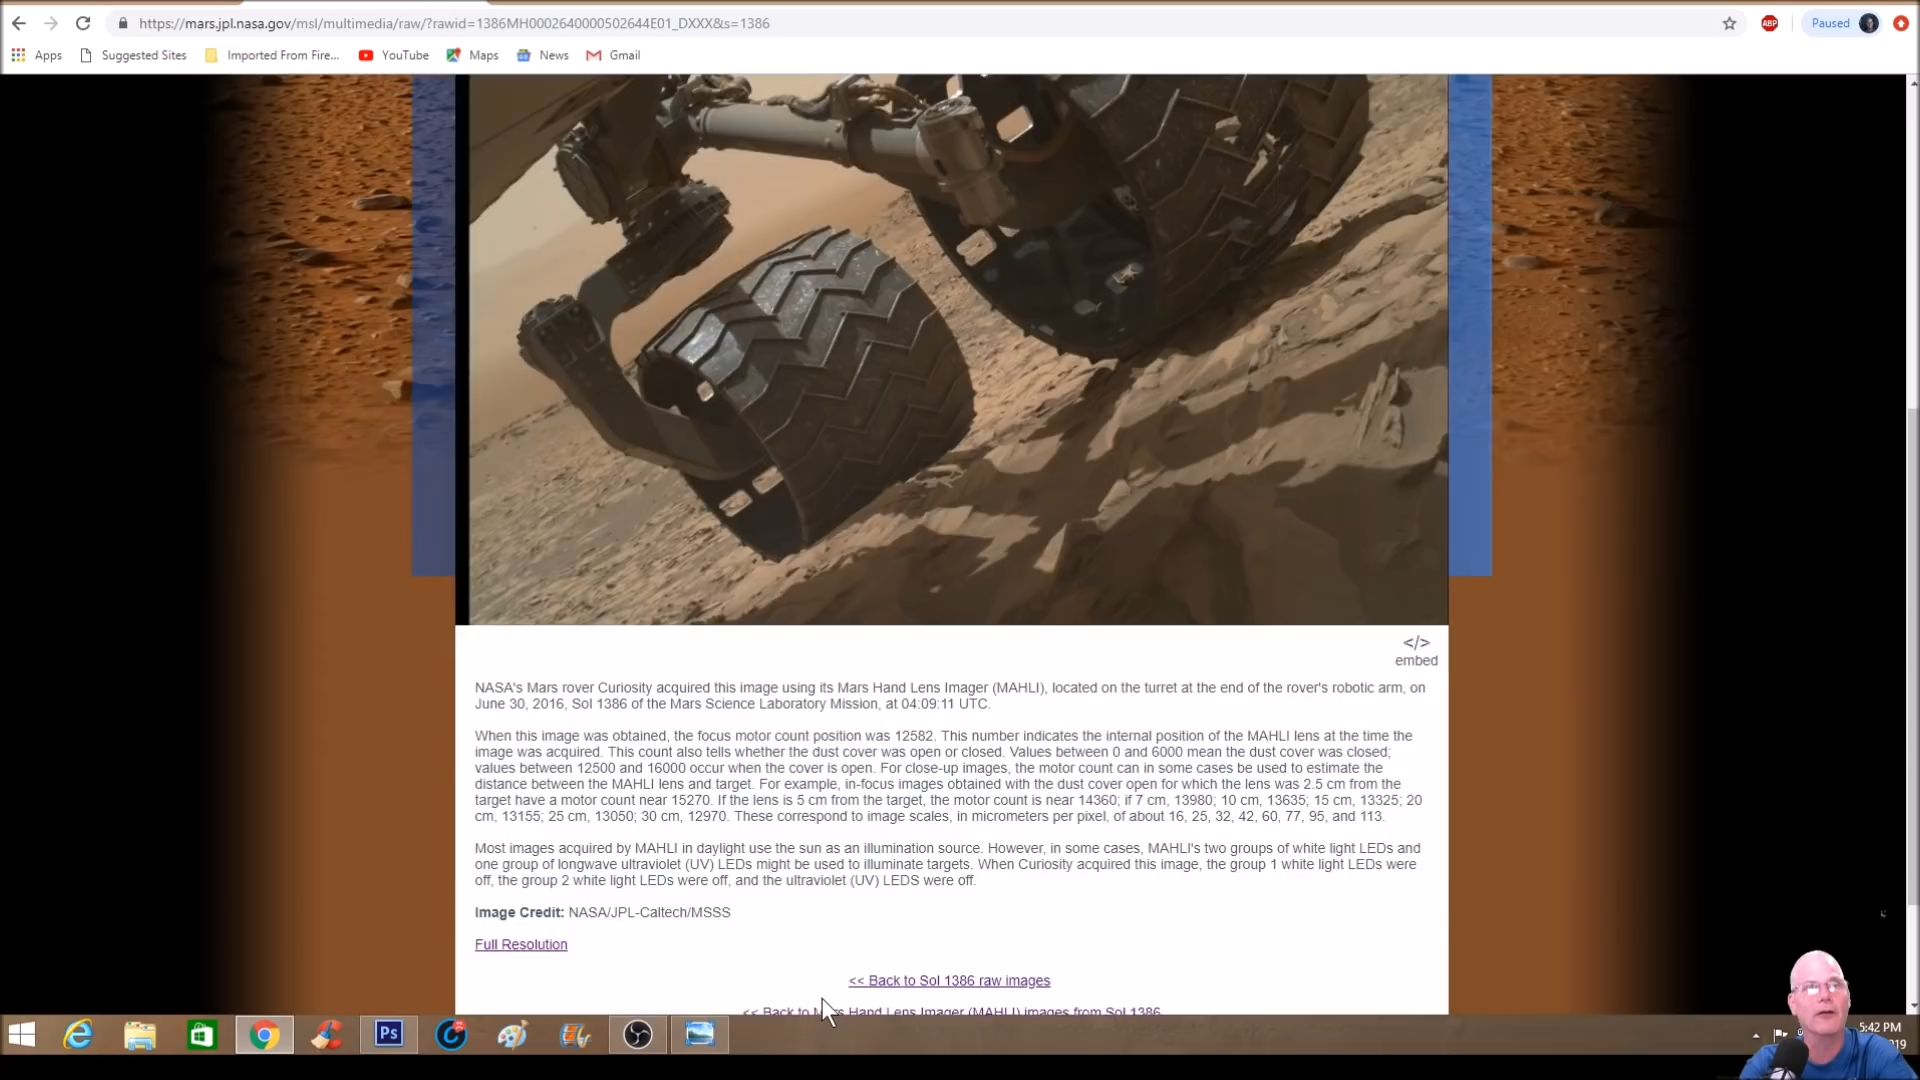 https://mars.jpl.nasa.gov/msl/multimedia/raw/?rawid=1386MH0002640000502644E01_DXXX&s=1386
ABP
Paused
Apps Suggested Sites Imported From Fire... YouTube Maps News Gmail
</>
embed
NASA's Mars rover Curiosity acquired this image using its Mars Hand Lens Imager (MAHLI), located on the turret at the end of the rover's robotic arm, on
June 30, 2016, Sol 1386 of the Mars Science Laboratory Mission, at 04:09:11 UTC.
When this image was obtained, the focus motor count position was 12582. This number indicates the internal position of the MAHLI lens at the time the
image was acquired. This count also tells whether the dust cover was open or closed. Values between 0 and 6000 mean the dust cover was closed;
values between 12500 and 16000 occur when the cover is open. For close-up images, the motor count can in some cases be used to estimate the
distance between the MAHLI lens and target. For example, in-focus images obtained with the dust cover open for which the lens was 2.5 cm from the
target have a motor count near 15270. If the lens is 5 cm from the target, the motor count is near 14360; if 7 cm, 13980; 10 cm, 13635; 15 cm, 13325; 20
cm, 13155; 25 cm, 13050; 30 cm, 12970. These correspond to image scales, in micrometers per pixel, of about 16, 25, 32, 42, 60, 77, 95, and 113.
Most images acquired by MAHLI in daylight use the sun as an illumination source. However, in some cases, MAHLI's two groups of white light LEDs and
one group of longwave ultraviolet (UV) LEDs might be used to illuminate targets. When Curiosity acquired this image, the group 1 white light LEDs were
off, the group 2 white light LEDs were off, and the ultraviolet (UV) LEDS were off.
Image Credit: NASA/JPL-Caltech/MSSS
Full Resolution
<< Back to Sol 1386 raw images
<< Back to Hand Lens Imager (MAHLI) images from Sol 1386
Ps
5:42 PM